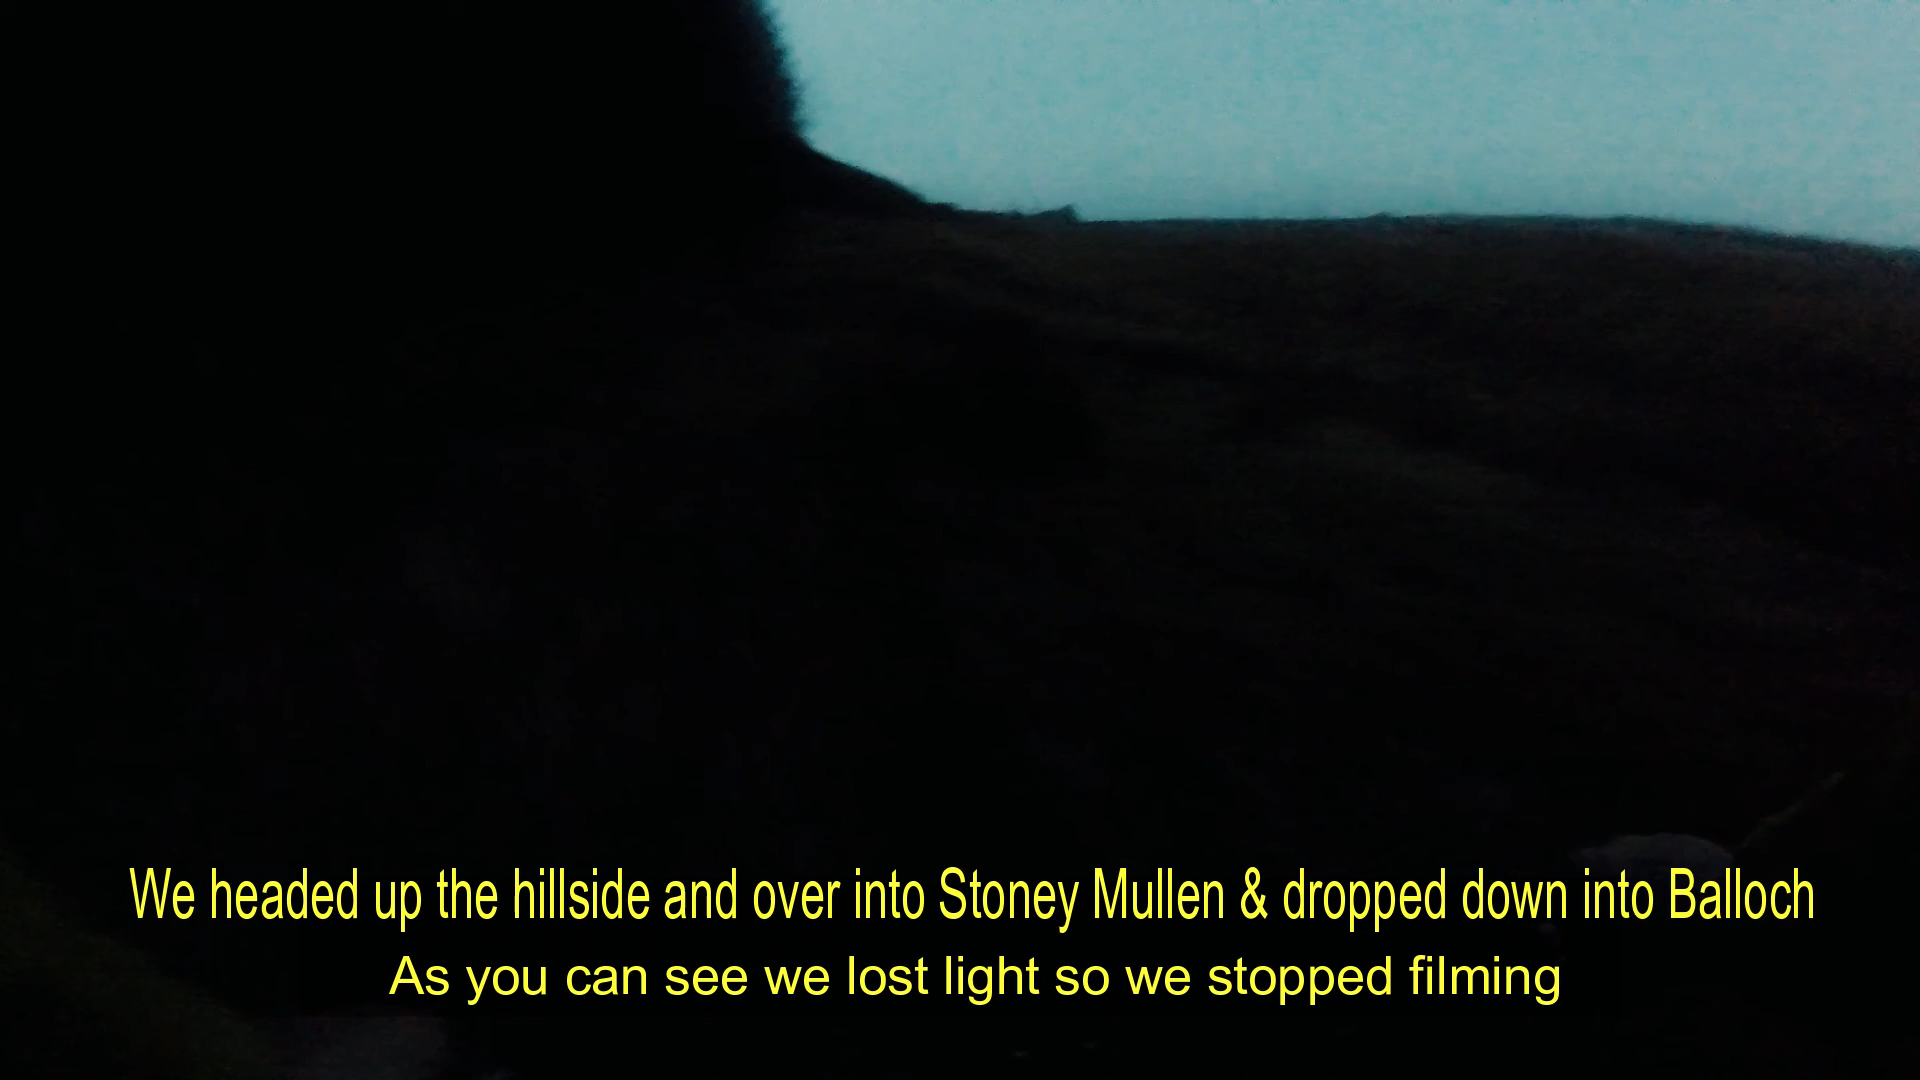 We headed up the hillside and over into Stoney Mullen & dropped down into Balloch
As you can see we lost light so we stopped filming